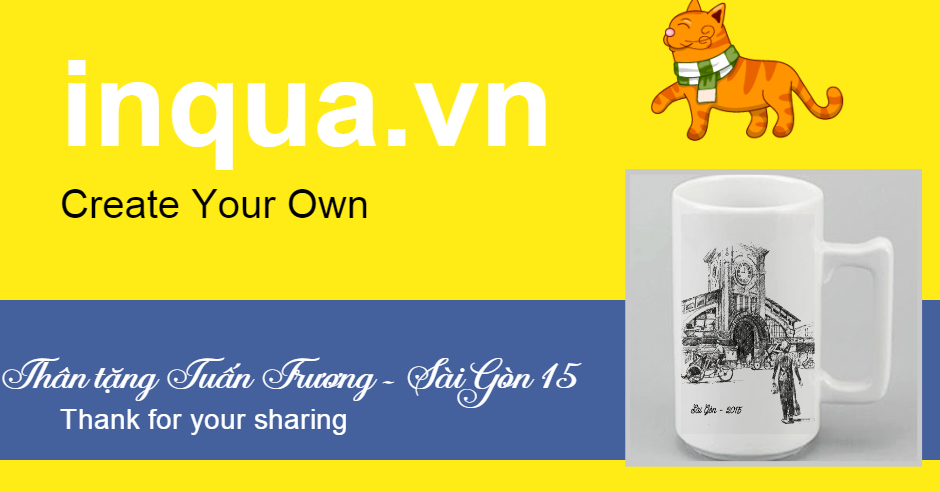 inqua.vn
Create Your Own
Thân tặng Tuấn Trương - Sài Gòn 15
Thank for your sharing
Sài Gòn - 2015